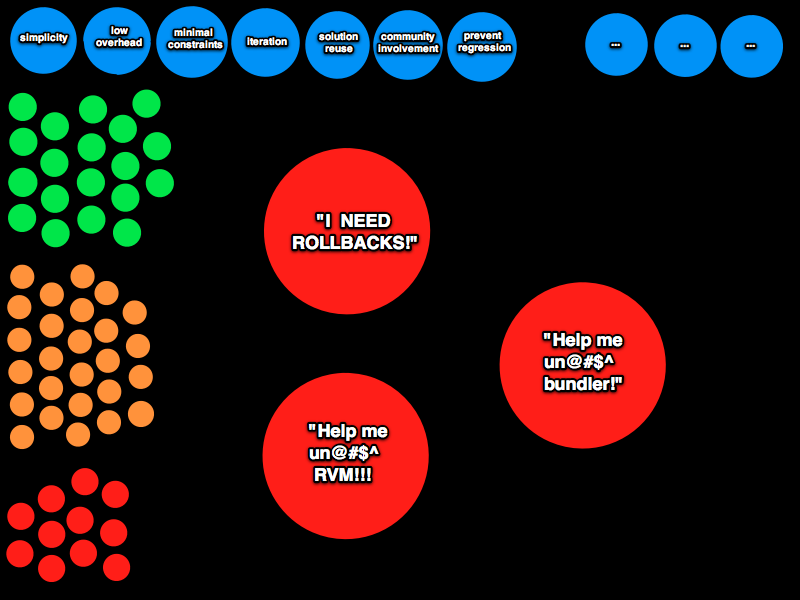 simplicity
low
overhead
minimal
constraints
iteration
solution
reuse
community
involvement
prevent
regression
...
...
...
"I NEED
ROLLBACKS!"
"Help me
un@#$^
bundler!"
"Help me
un@#$^
RVM!!!